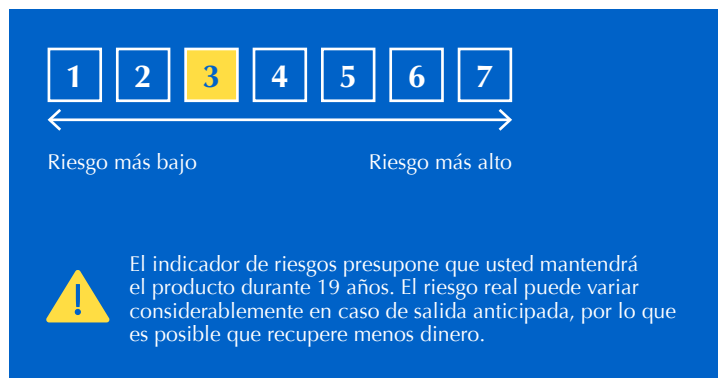 1 2 3 4 5 6 7
Riesgo más bajo Riesgo más alto
El indicador de riesgos presupone que usted mantendrá
el producto durante 19 años. El riesgo real puede variar
considerablemente en caso de salida anticipada, por lo que
es posible que recupere menos dinero.